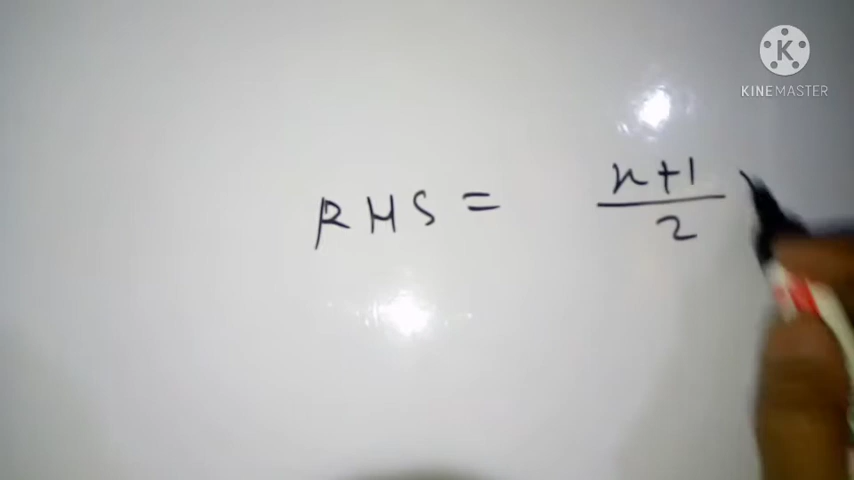 KINEMASTER
RHS = n+1/2